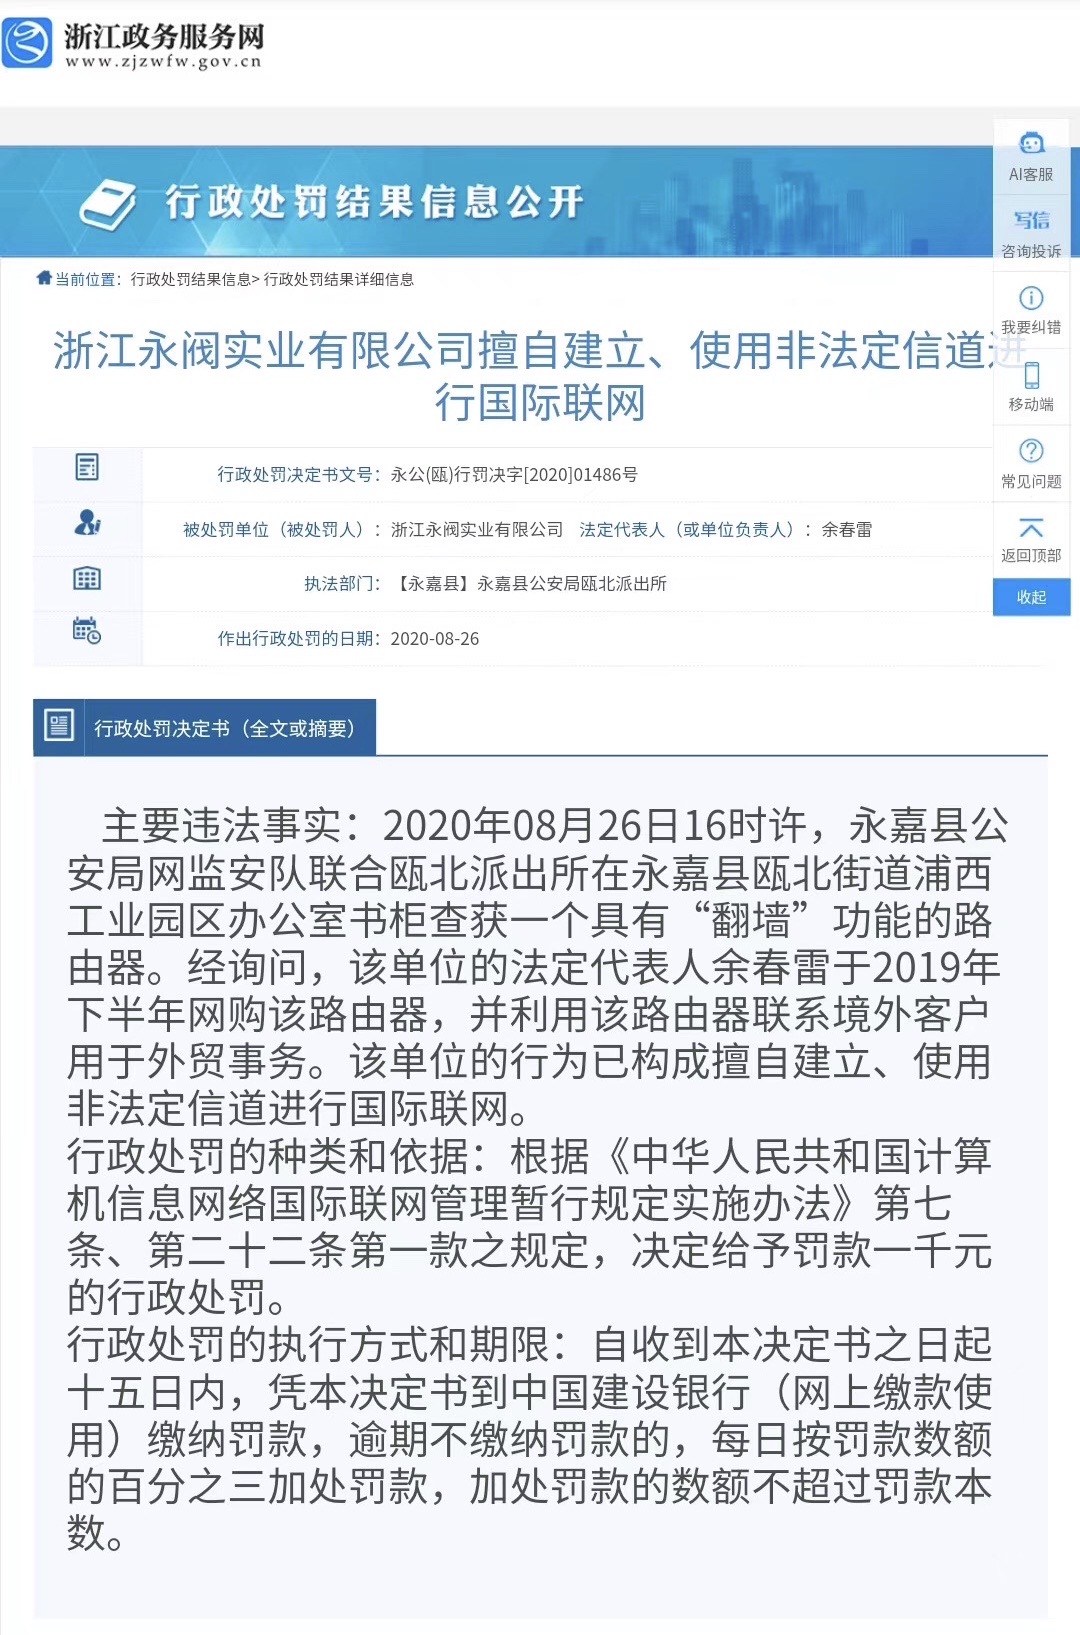 浙江政务服务网
www.zjzwfw.gov.cn
行政处罚结果信息公开
AI客服
写信
咨询投诉
我要纠错
移动端
常见问题
返回顶部
收起
当前位置：行政处罚结果信息> 行政处罚结果详细信息
浙江永阀实业有限公司擅自建立、使用非法定信道进
行国际联网
行政处罚决定书文号：永公(瓯)行罚决字[2020]01486号
被处罚单位（被处罚人）：浙江永阀实业有限公司 法定代表人（或单位负责人）：余春雷
执法部门：【永嘉县】永嘉县公安局瓯北派出所
作出行政处罚的日期：2020-08-26
行政处罚决定书（全文或摘要）
主要违法事实：2020年08月26日16时许，永嘉县公
安局网监安队联合瓯北派出所在永嘉县瓯北街道浦西
工业园区办公室书柜查获一个具有“翻墙”功能的路
由器。经询问，该单位的法定代表人余春雷于2019年
下半年网购该路由器，并利用该路由器联系境外客户
用于外贸事务。该单位的行为已构成擅自建立、使用
非法定信道进行国际联网。
行政处罚的种类和依据：根据《中华人民共和国计算
机信息网络国际联网管理暂行规定实施办法》第七
条、第二十二条第一款之规定，决定给予罚款一千元
的行政处罚。
行政处罚的执行方式和期限：自收到本决定书之日起
十五日内，凭本决定书到中国建设银行（网上缴款使
用）缴纳罚款，逾期不缴纳罚款的，每日按罚款数额
的百分之三加处罚款，加处罚款的数额不超过罚款本
数。